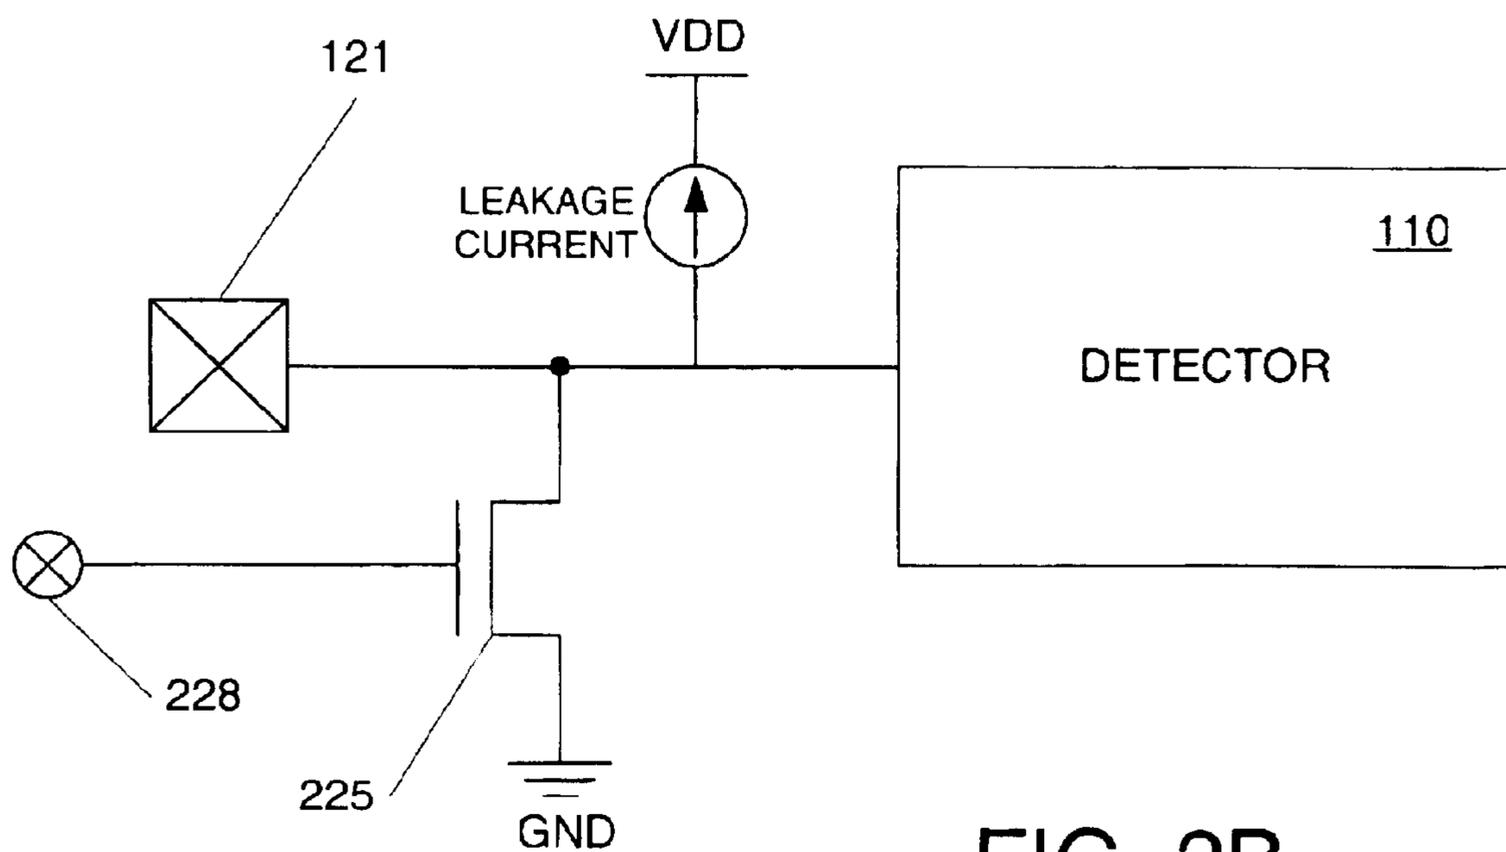 VDD
121
LEAKAGE
CURRENT
110
DETECTOR
228
225
GND